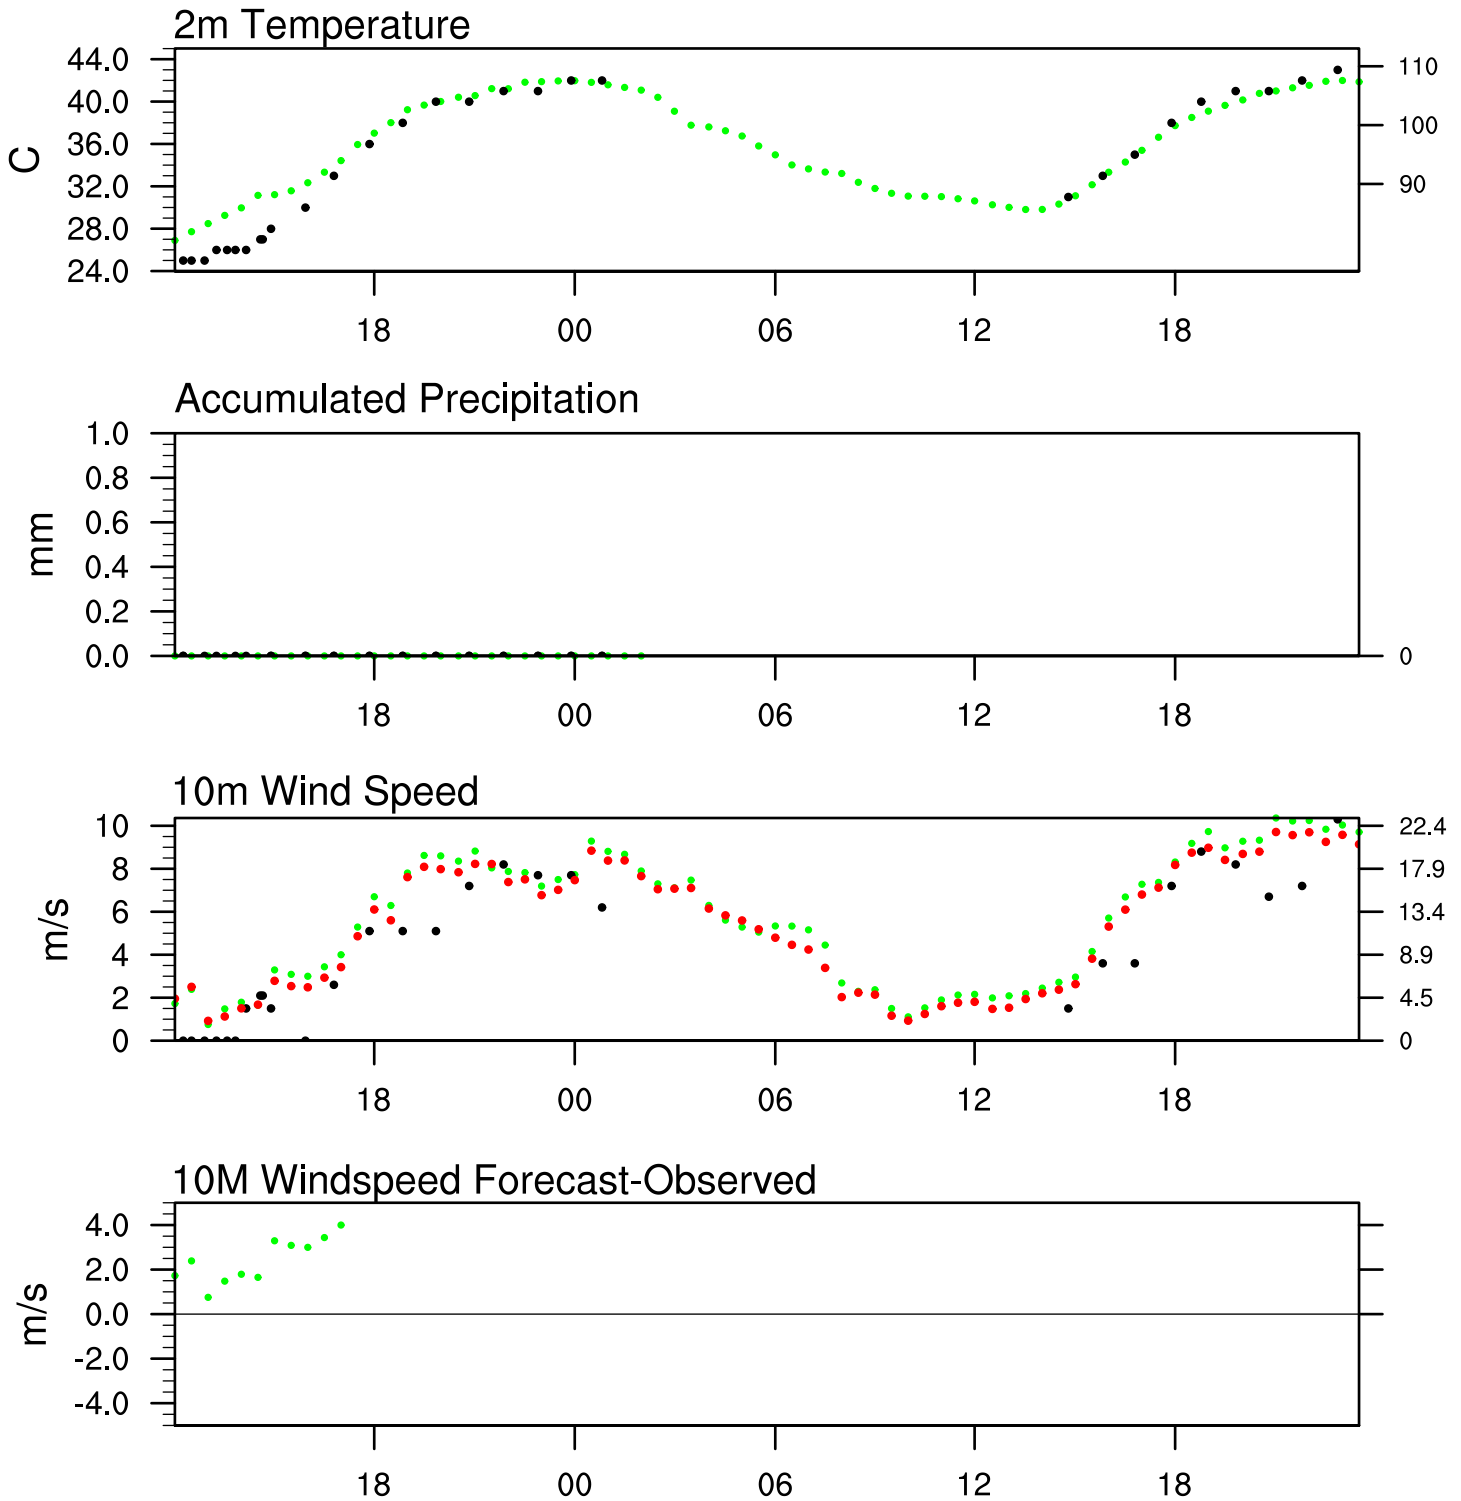 2m Temperature
44.0
40.0
36.0
32.0
28.0
24.0
C
110
100
90
18 00 06 12 18
Accumulated Precipitation
1.0
0.8
0.6
0.4
0.2
0.0
mm
0
18 00 06 12 18
10m Wind Speed
10
8
6
4
2
0
m/s
22.4
17.9
13.4
8.9
4.5
0
18 00 06 12 18
10M Windspeed Forecast-Observed
4.0
2.0
0.0
-2.0
-4.0
m/s
18 00 06 12 18